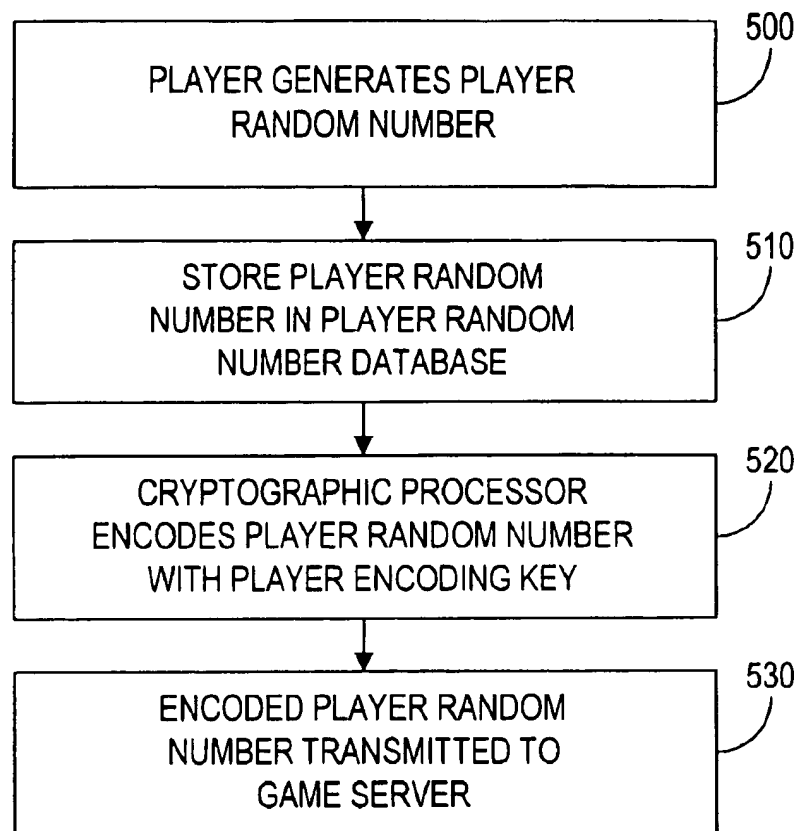 500
PLAYER GENERATES PLAYER
RANDOM NUMBER
510
STORE PLAYER RANDOM
NUMBER IN PLAYER RANDOM
NUMBER DATABASE
520
CRYPTOGRAPHIC PROCESSOR
ENCODES PLAYER RANDOM NUMBER
WITH PLAYER ENCODING KEY
530
ENCODED PLAYER RANDOM
NUMBER TRANSMITTED TO
GAME SERVER